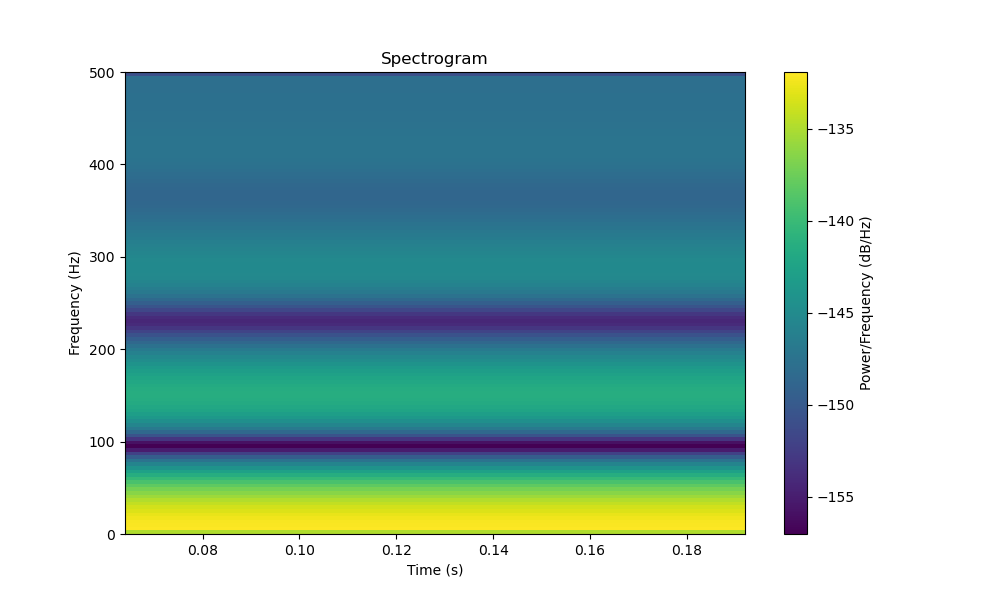 Spectrogram
500
400
300
200
100
0
Frequency (Hz)
0.08 0.10 0.12 0.14 0.16 0.18
Time (s)
−135
−140
−145
−150
−155
Power/Frequency (dB/Hz)